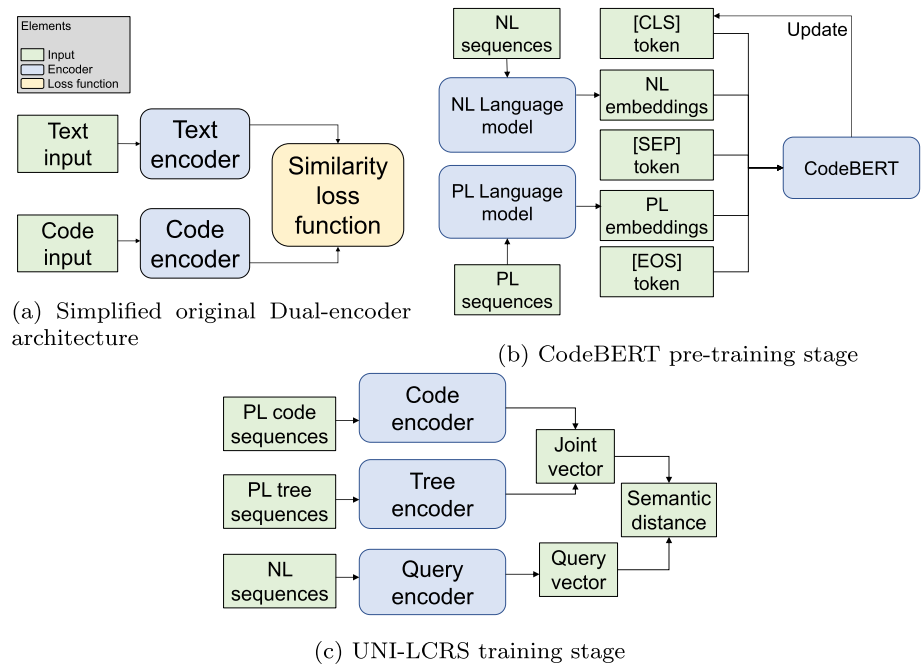 Elements
Input
Encoder
Loss function
Text
input
Text
encoder
Code
input
Code
encoder
Similarity
loss
function
(a) Simplified original Dual-encoder
architecture
NL
sequences
NL Language
model
PL Language
model
PL
sequences
[CLS]
token
NL
embeddings
[SEP]
token
PL
embeddings
[EOS]
token
Update
CodeBERT
(b) CodeBERT pre-training stage
PL code
sequences
Code
encoder
PL tree
sequences
Tree
encoder
Joint
vector
Semantic
distance
NL
sequences
Query
encoder
Query
vector
(c) UNI-LCRS training stage